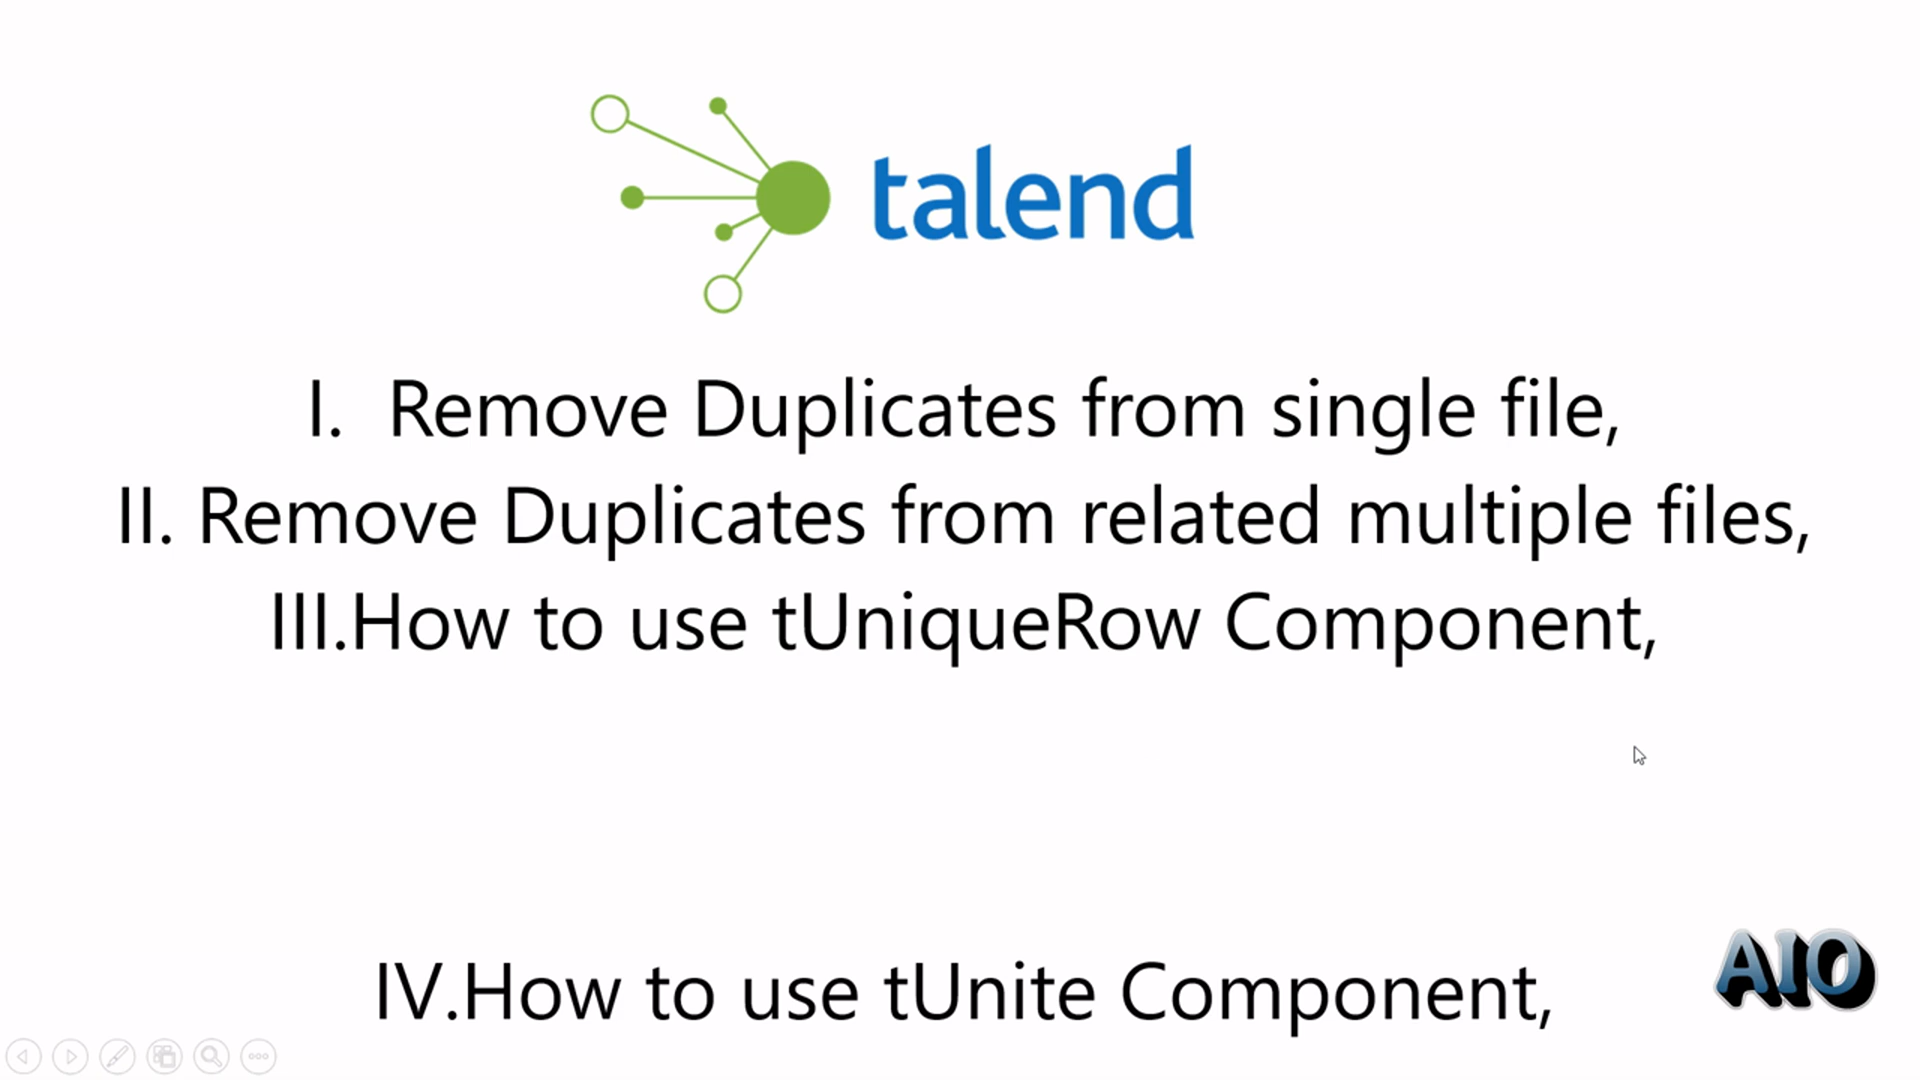 talend
I. Remove Duplicates from single file,
II. Remove Duplicates from related multiple files,
III.How to use tUniqueRow Component,
IV.How to use tUnite Component,
AIO